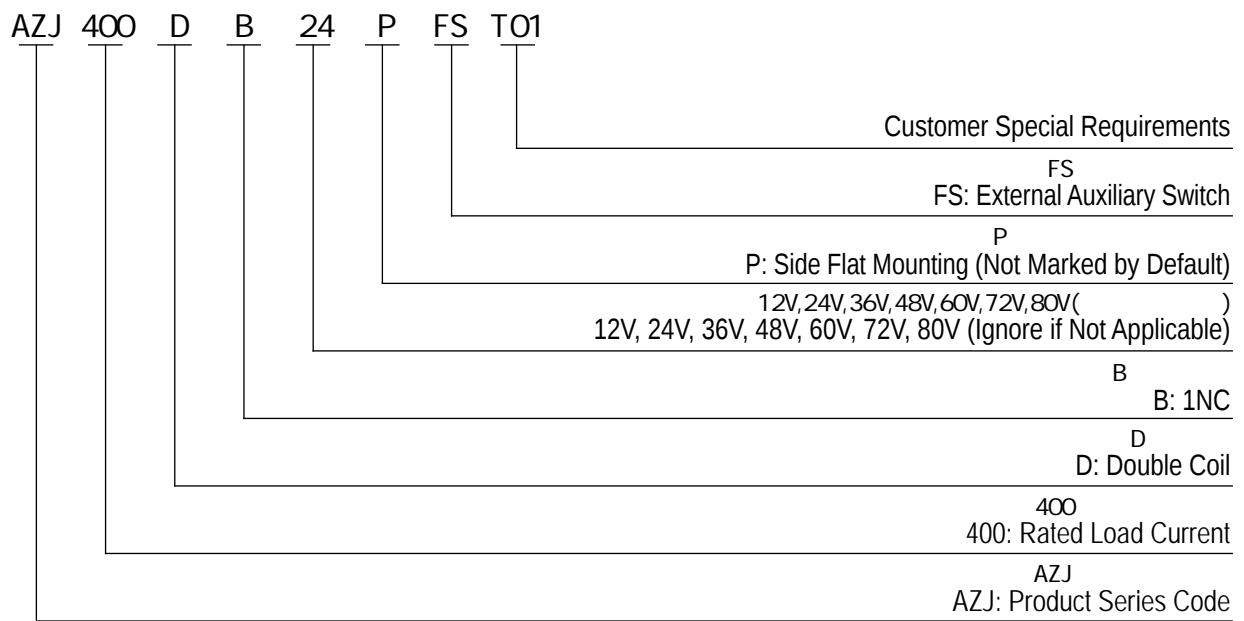 AZJ 400 D B 24 P FS T01
Customer Special Requirements
FS
FS: External Auxiliary Switch
P
P: Side Flat Mounting (Not Marked by Default)
12V,24V,36V,48V,60V,72V,80V( )
12V, 24V, 36V, 48V, 60V, 72V, 80V (Ignore if Not Applicable)
B
B: 1NC
D
D: Double Coil
400
400: Rated Load Current
AZJ
AZJ: Product Series Code